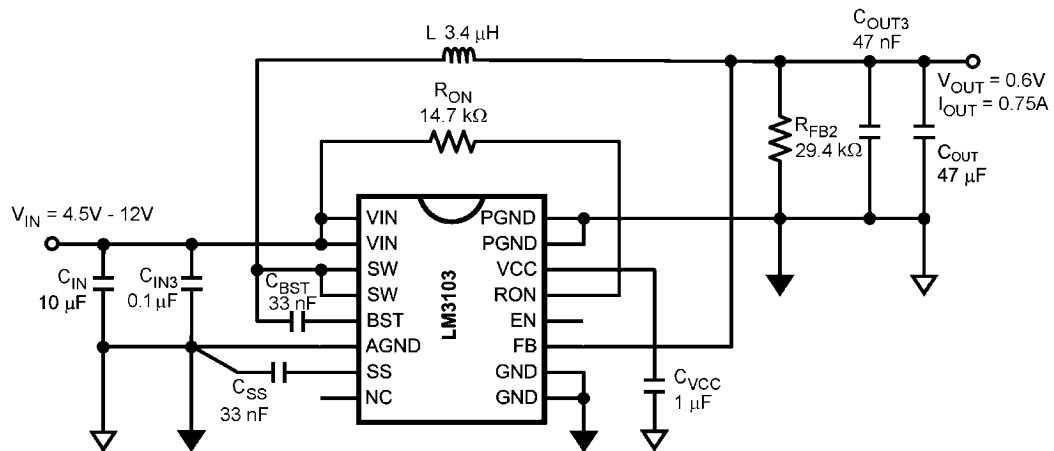 C_OUT3
47 nF
L 3.4 μH
V_OUT = 0.6V
I_OUT = 0.75A
R_ON
14.7 kΩ
R_FB2
29.4 kΩ
C_OUT
47 μF
V_IN = 4.5V - 12V
VIN
PGND
VIN
PGND
C_IN
10 μF
C_IN3
0.1 μF
C_BST
33 nF
SW
VCC
SW
RON
BST
EN
AGND
FB
SS
GND
NC
GND
LM3103
C_SS
33 nF
C_VCC
1 μF